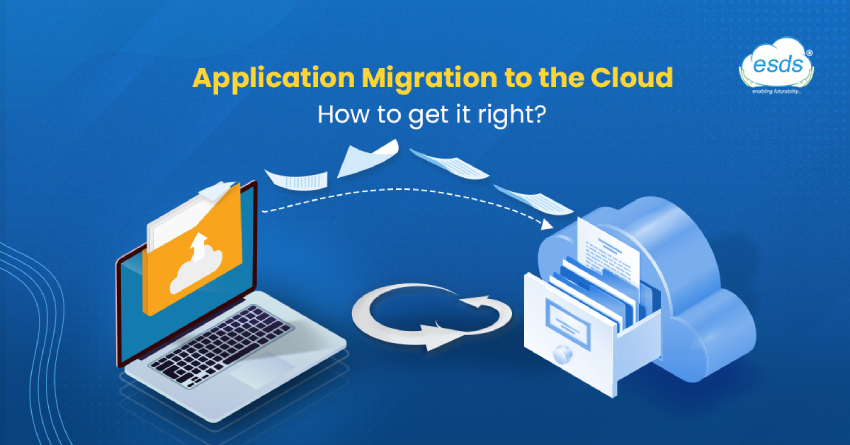 Application Migration to the Cloud
How to get it right?
esds®
enabling futurability...